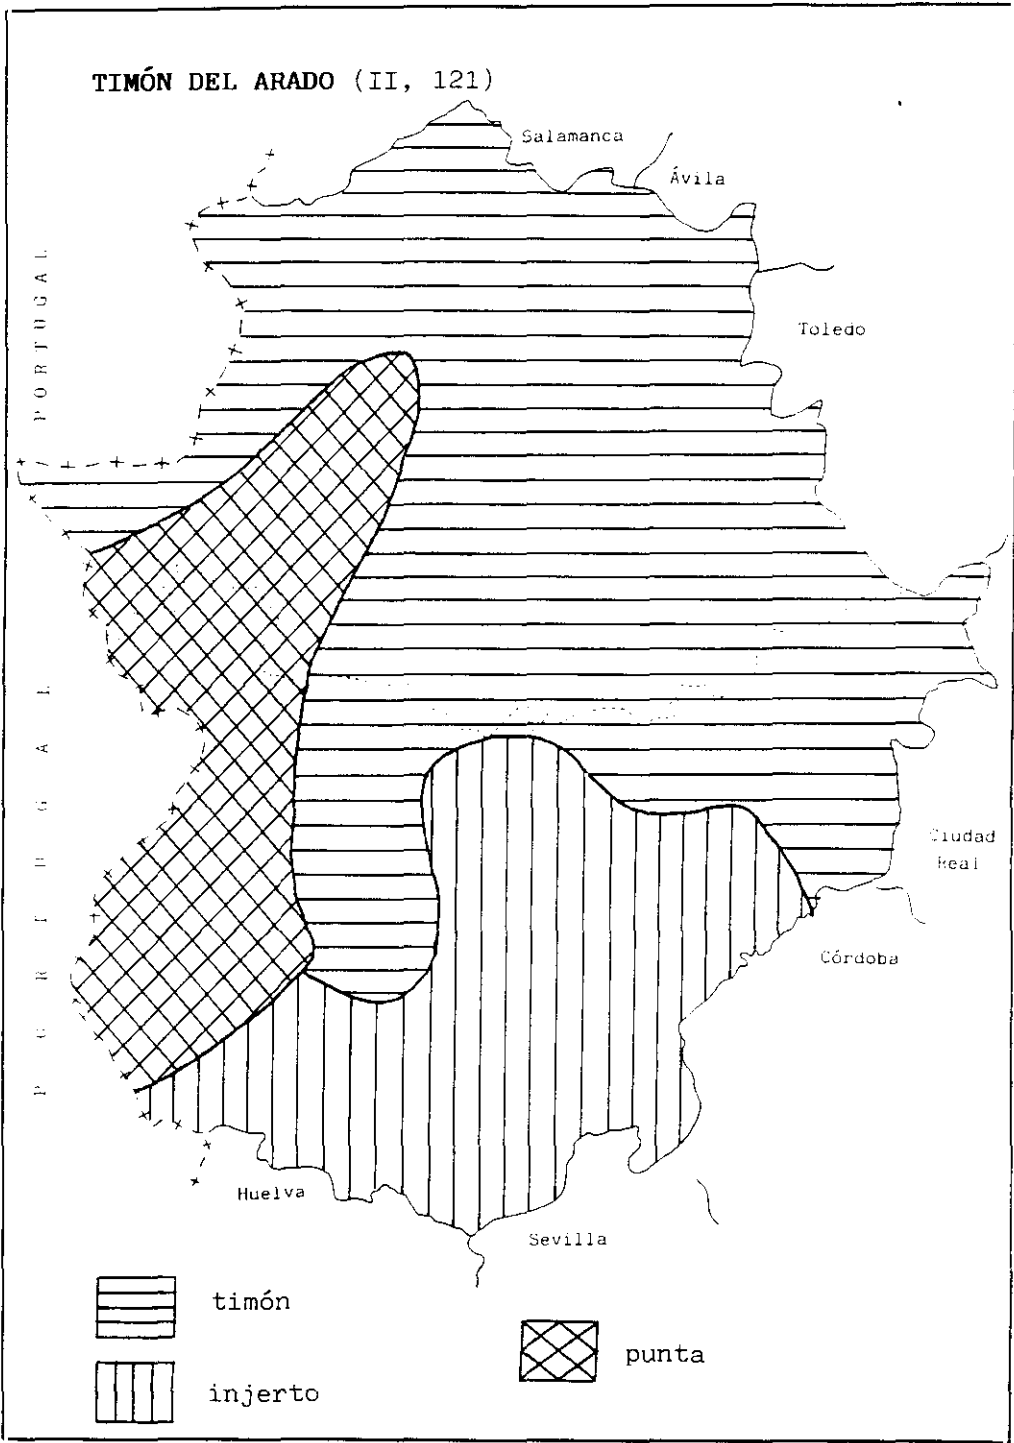 TIMÓN DEL ARADO (II, 121)
Salamanca
Ávila
PORTUGAL
Toledo
PORTUGAL
Ciudad
Real
Córdoba
Huelva
Sevilla
timón
punta
injerto